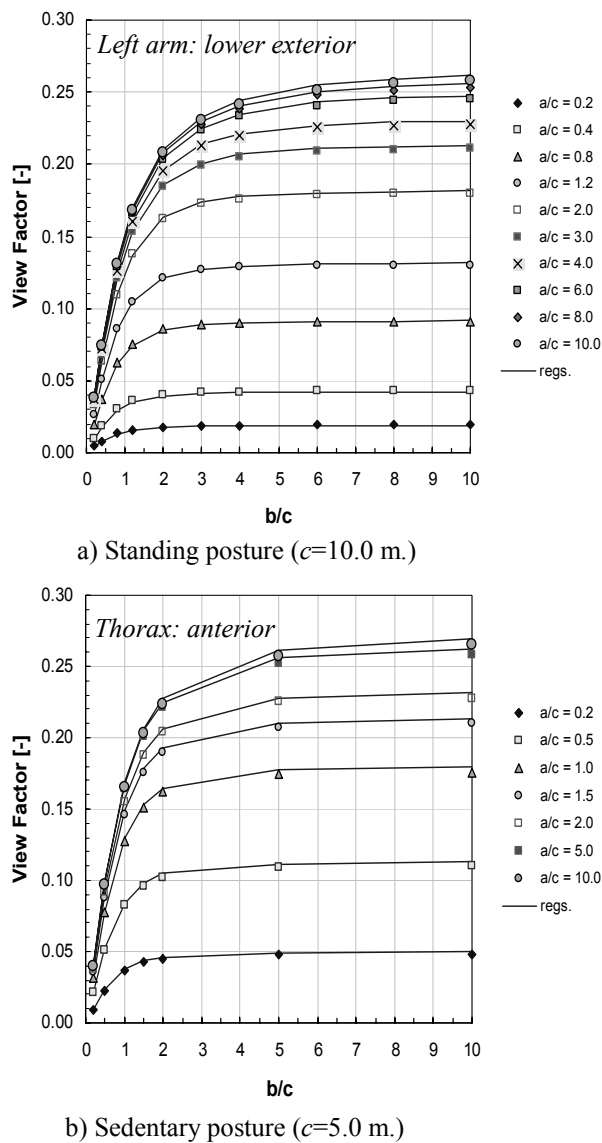 0.30
Left arm: lower exterior
0.25
0.20
0.15
0.10
0.05
0.00
View Factor [-]
0 1 2 3 4 5 6 7 8 9 10
b/c
a/c = 0.2
a/c = 0.4
a/c = 0.8
a/c = 1.2
a/c = 2.0
a/c = 3.0
a/c = 4.0
a/c = 6.0
a/c = 8.0
a/c = 10.0
regs.
a) Standing posture (c=10.0 m.)
0.30
Thorax: anterior
0.25
0.20
0.15
0.10
0.05
0.00
View Factor [-]
0 1 2 3 4 5 6 7 8 9 10
b/c
a/c = 0.2
a/c = 0.5
a/c = 1.0
a/c = 1.5
a/c = 2.0
a/c = 5.0
a/c = 10.0
regs.
b) Sedentary posture (c=5.0 m.)